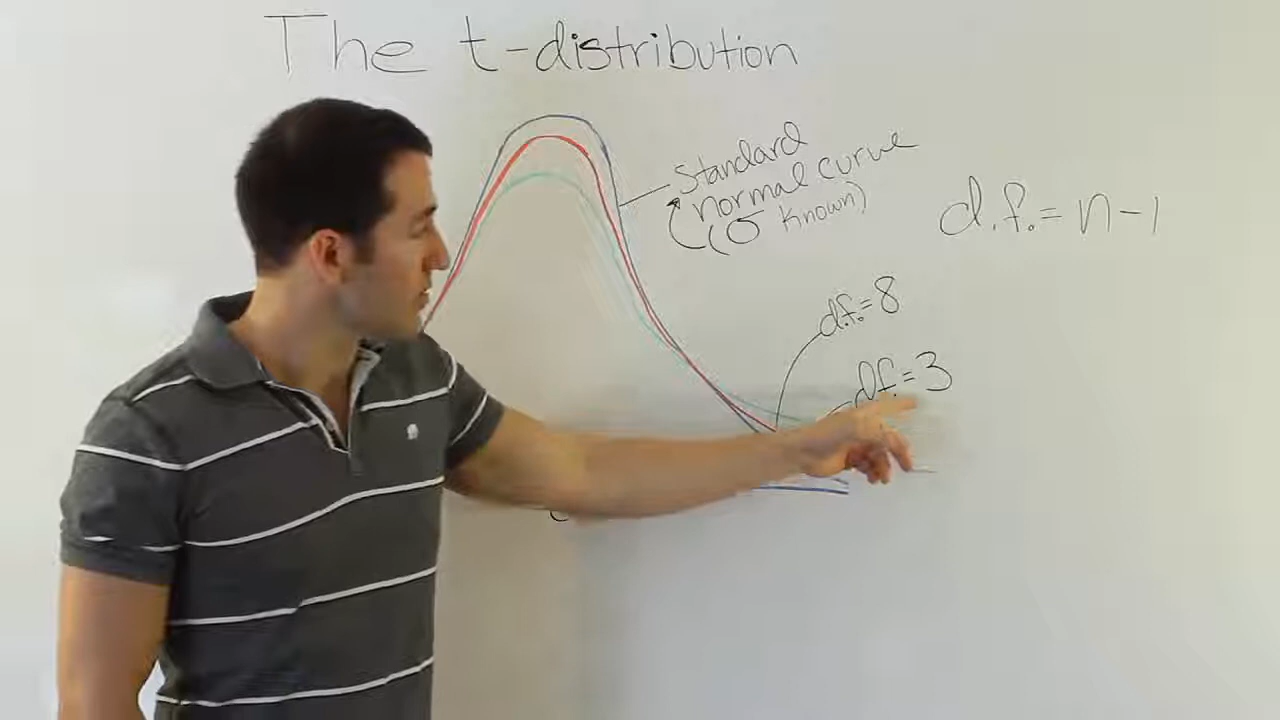 The t-distribution
Standard
normal curve
(σ known)
d.f. = n-1
d.f. = 8
d.f. = 3